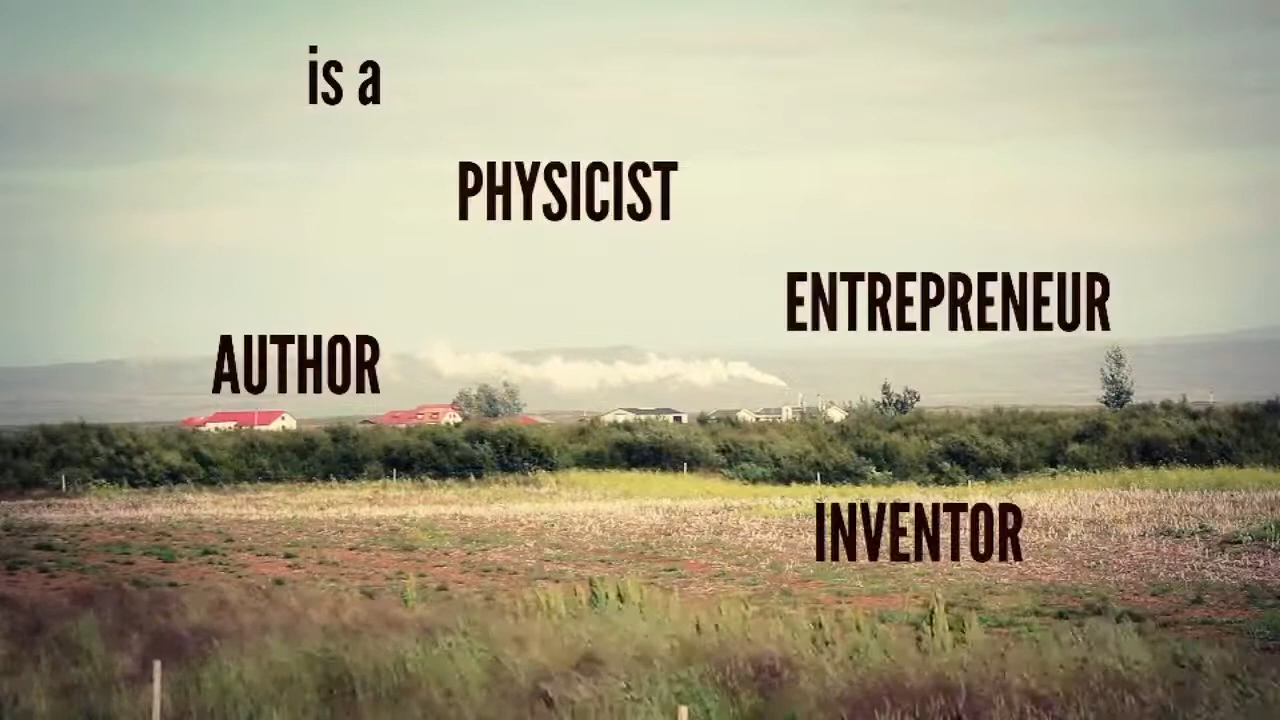 is a
PHYSICIST
ENTREPRENEUR
AUTHOR
INVENTOR